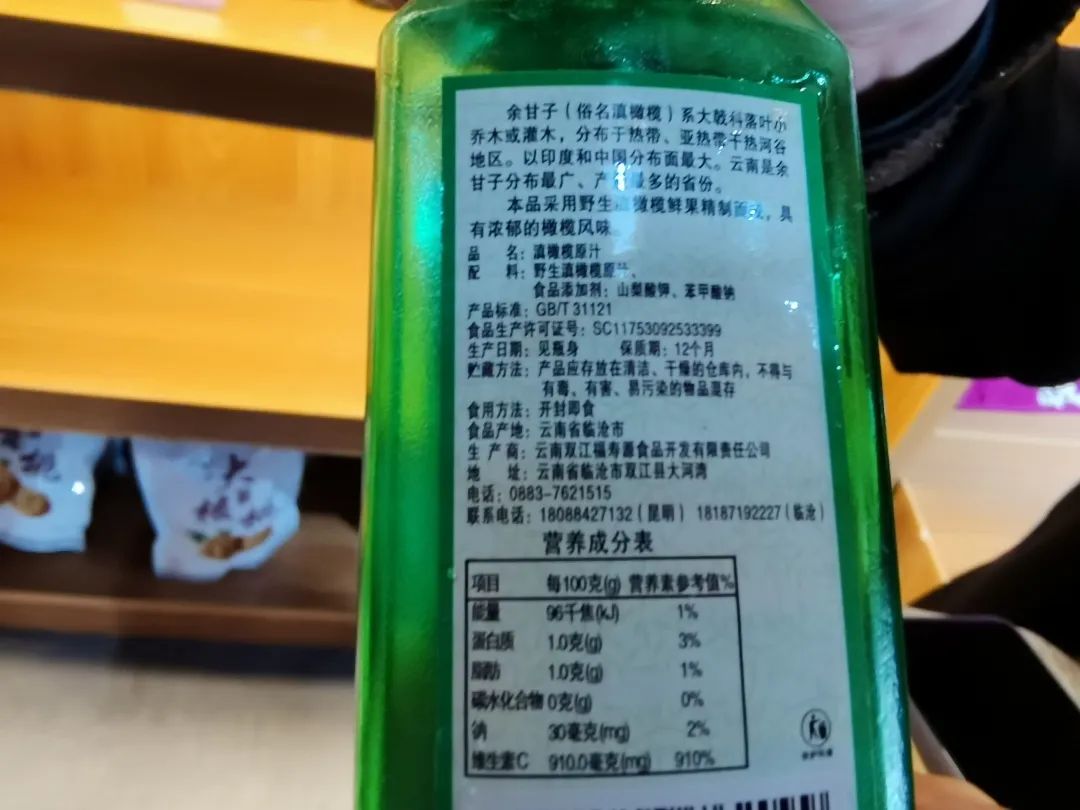 余甘子（俗名滇橄榄）系大戟科落叶小
乔木或灌木，分布于热带、亚热带干热河谷
地区。以印度和中国分布面最大。云南是余
甘子分布最广、产 最多的省份。
本品采用野生滇橄榄鲜果精制而成，具
有浓郁的橄榄风味。
品 名：滇橄榄原汁
配 料：野生滇橄榄原汁、
食品添加剂：山梨酸钾、苯甲酸钠
产品标准：GB/T 31121
食品生产许可证号：SC11753092533399
生产日期：见瓶身 保质期：12个月
贮藏方法：产品应存放在清洁、干燥的仓库内，不得与
有毒、有害、易污染的物品混存
食用方法：开封即食
食品产地：云南省临沧市
生 产 商：云南双江福寿源食品开发有限责任公司
地 址：云南省临沧市双江县大河湾
电话：0883-7621515
联系电话：18088427132（昆明） 18187192227（临沧）
营养成分表
项目 每100克(g) 营养素参考值%
能量 96千焦(kJ) 1%
蛋白质 1.0克(g) 3%
脂肪 1.0克(g) 1%
碳水化合物 0克(g) 0%
钠 30毫克(mg) 2%
维生素C 910.0毫克(mg) 910%